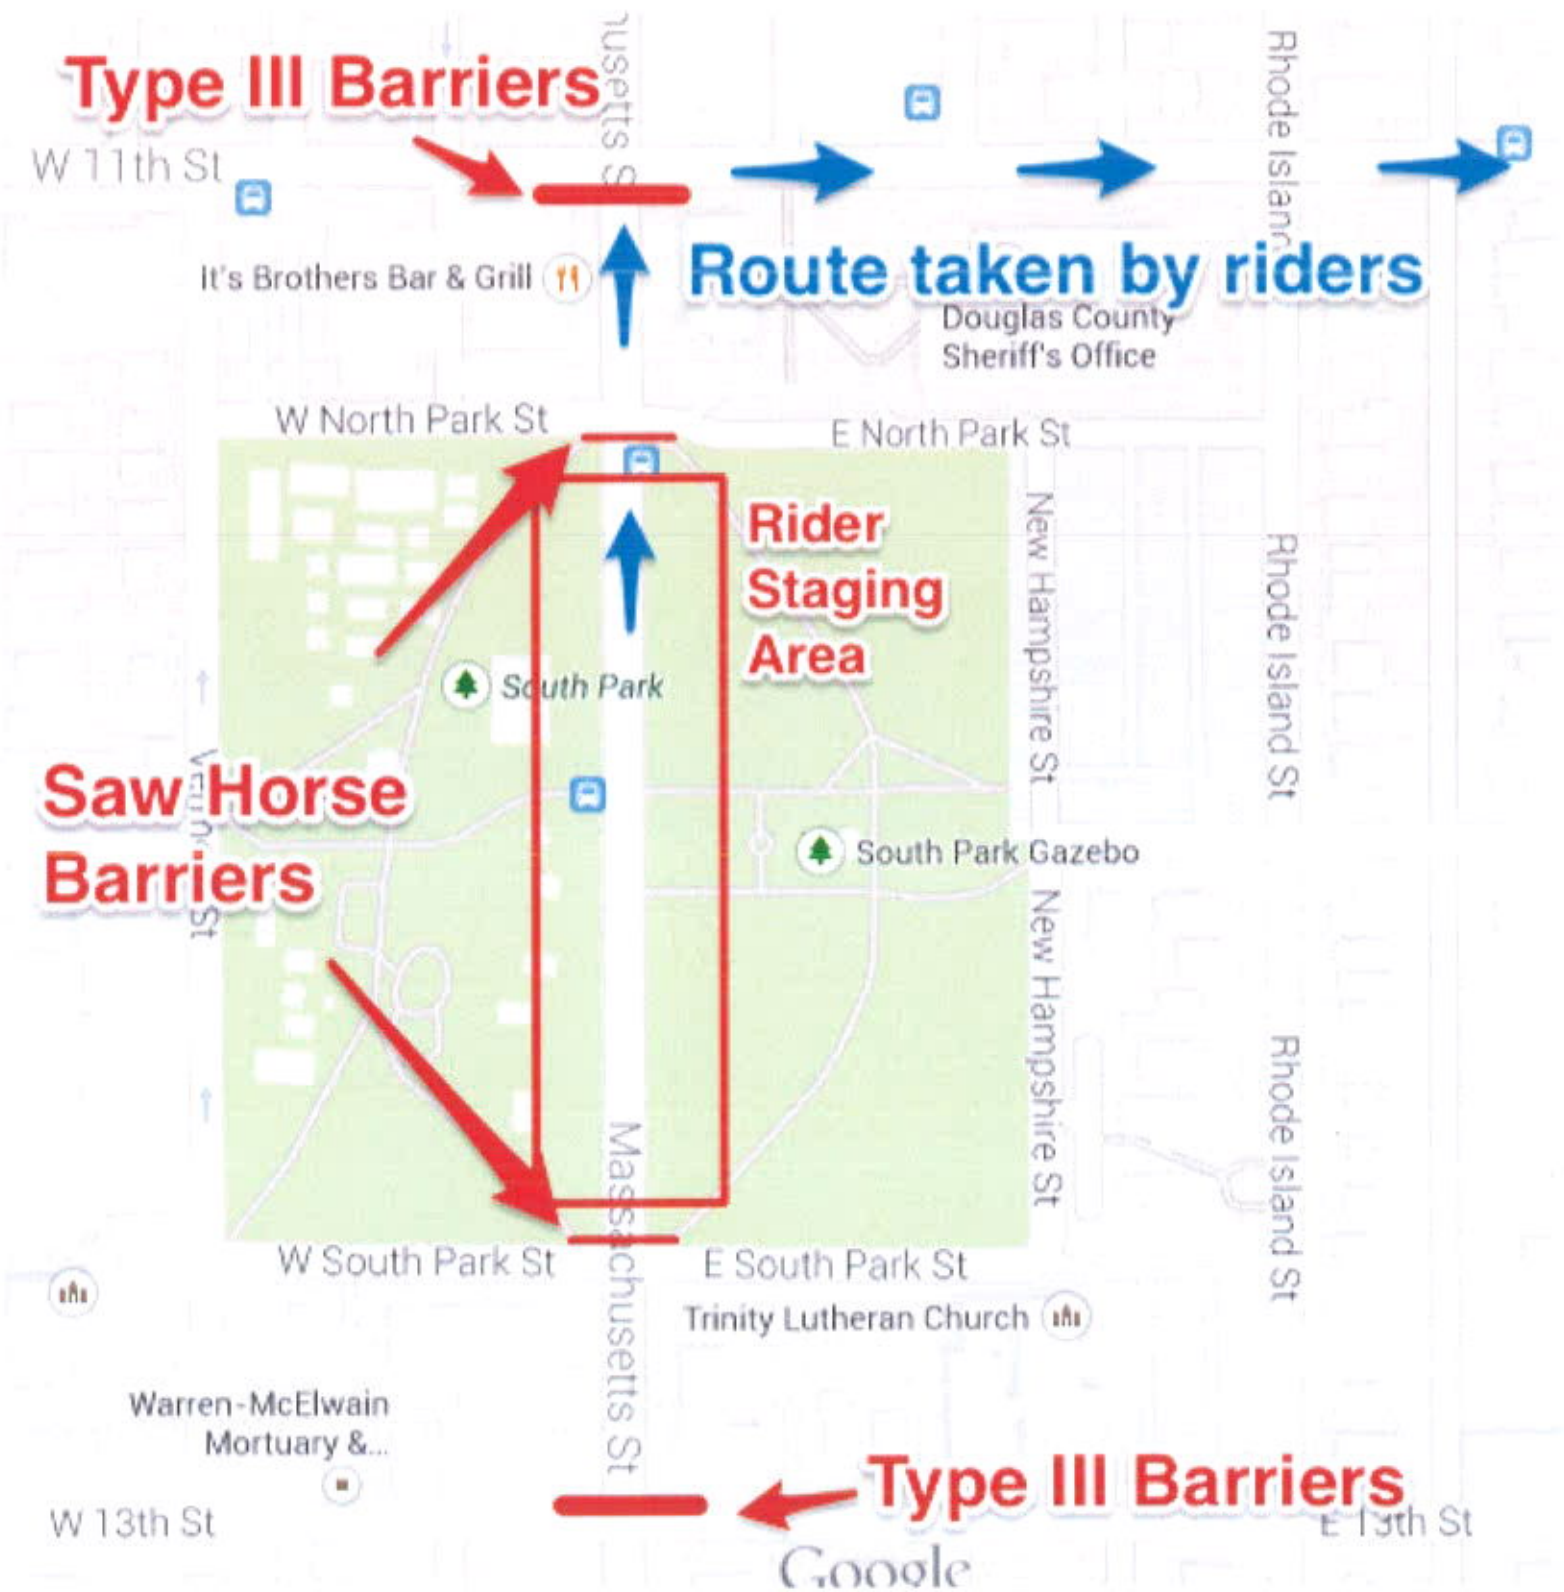 Type III Barriers
W 11th St
It's Brothers Bar & Grill
Route taken by riders
Douglas County
Sheriff's Office
W North Park St
E North Park St
Rider
Staging
Area
South Park
New Hampshire St
Rhode Island St
Saw Horse
Barriers
St
South Park Gazebo
New Hampshire St
Rhode Island St
Massachusetts St
W South Park St
E South Park St
Trinity Lutheran Church
Warren-McElwain
Mortuary &...
Type III Barriers
W 13th St
E 13th St
Google